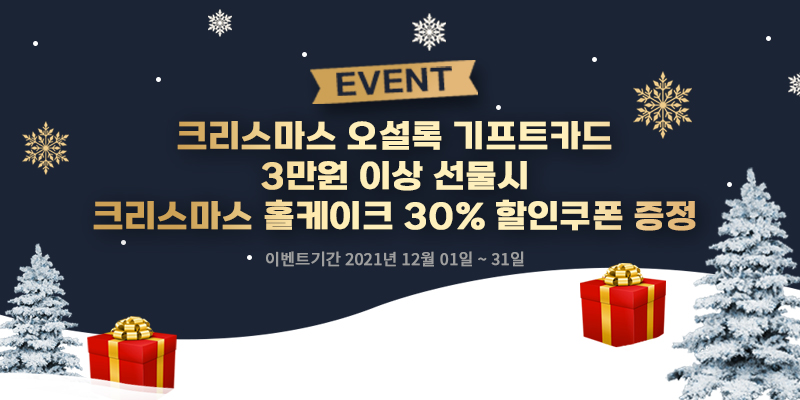 EVENT
크리스마스 오설록 기프트카드
3만원 이상 선물시
크리스마스 홀케이크 30% 할인쿠폰 증정
이벤트기간 2021년 12월 01일 ~ 31일